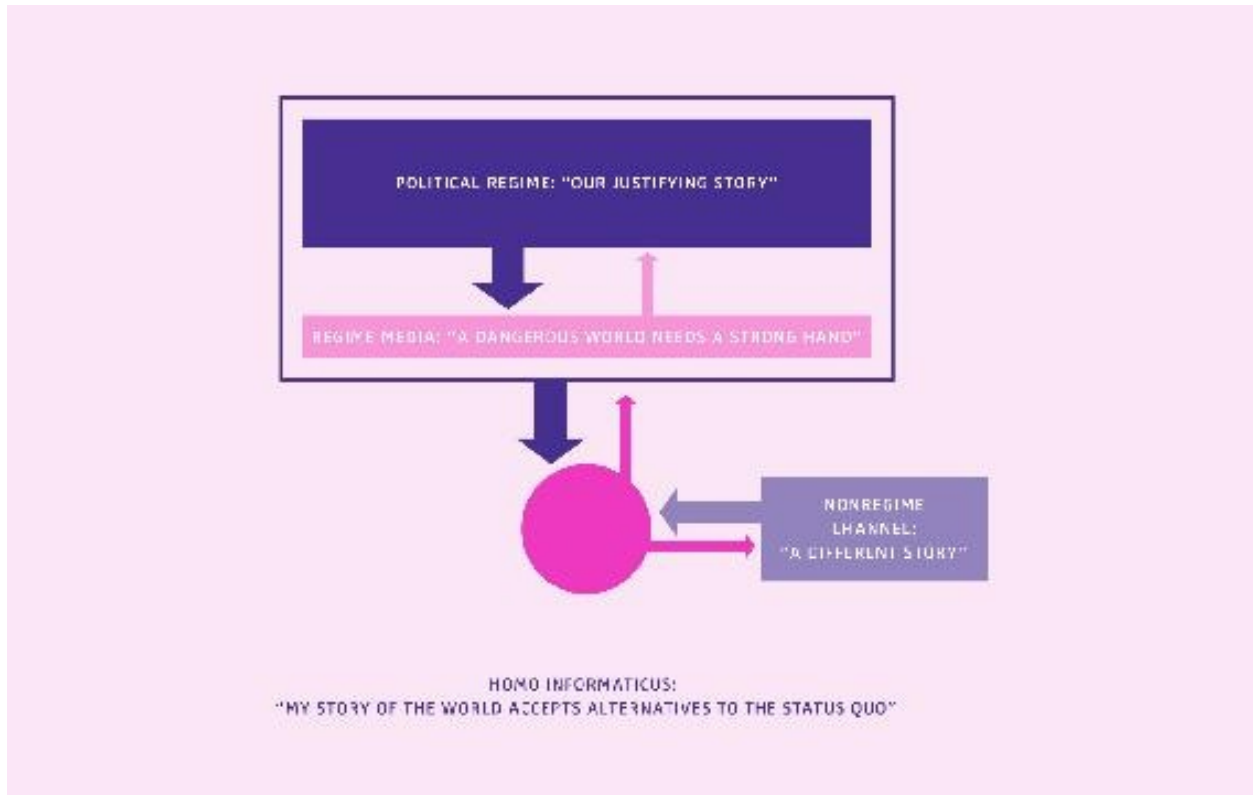 POLITICAL REGIME: "OUR JUSTIFYING STORY"
REGIME MEDIA: "A DANGEROUS WORLD NEEDS A STRONG HAND"
NONREGIME
CHANNEL:
"A DIFFERENT STORY"
HOMO INFORMATICUS:
"MY STORY OF THE WORLD ACCEPTS ALTERNATIVES TO THE STATUS QUO"